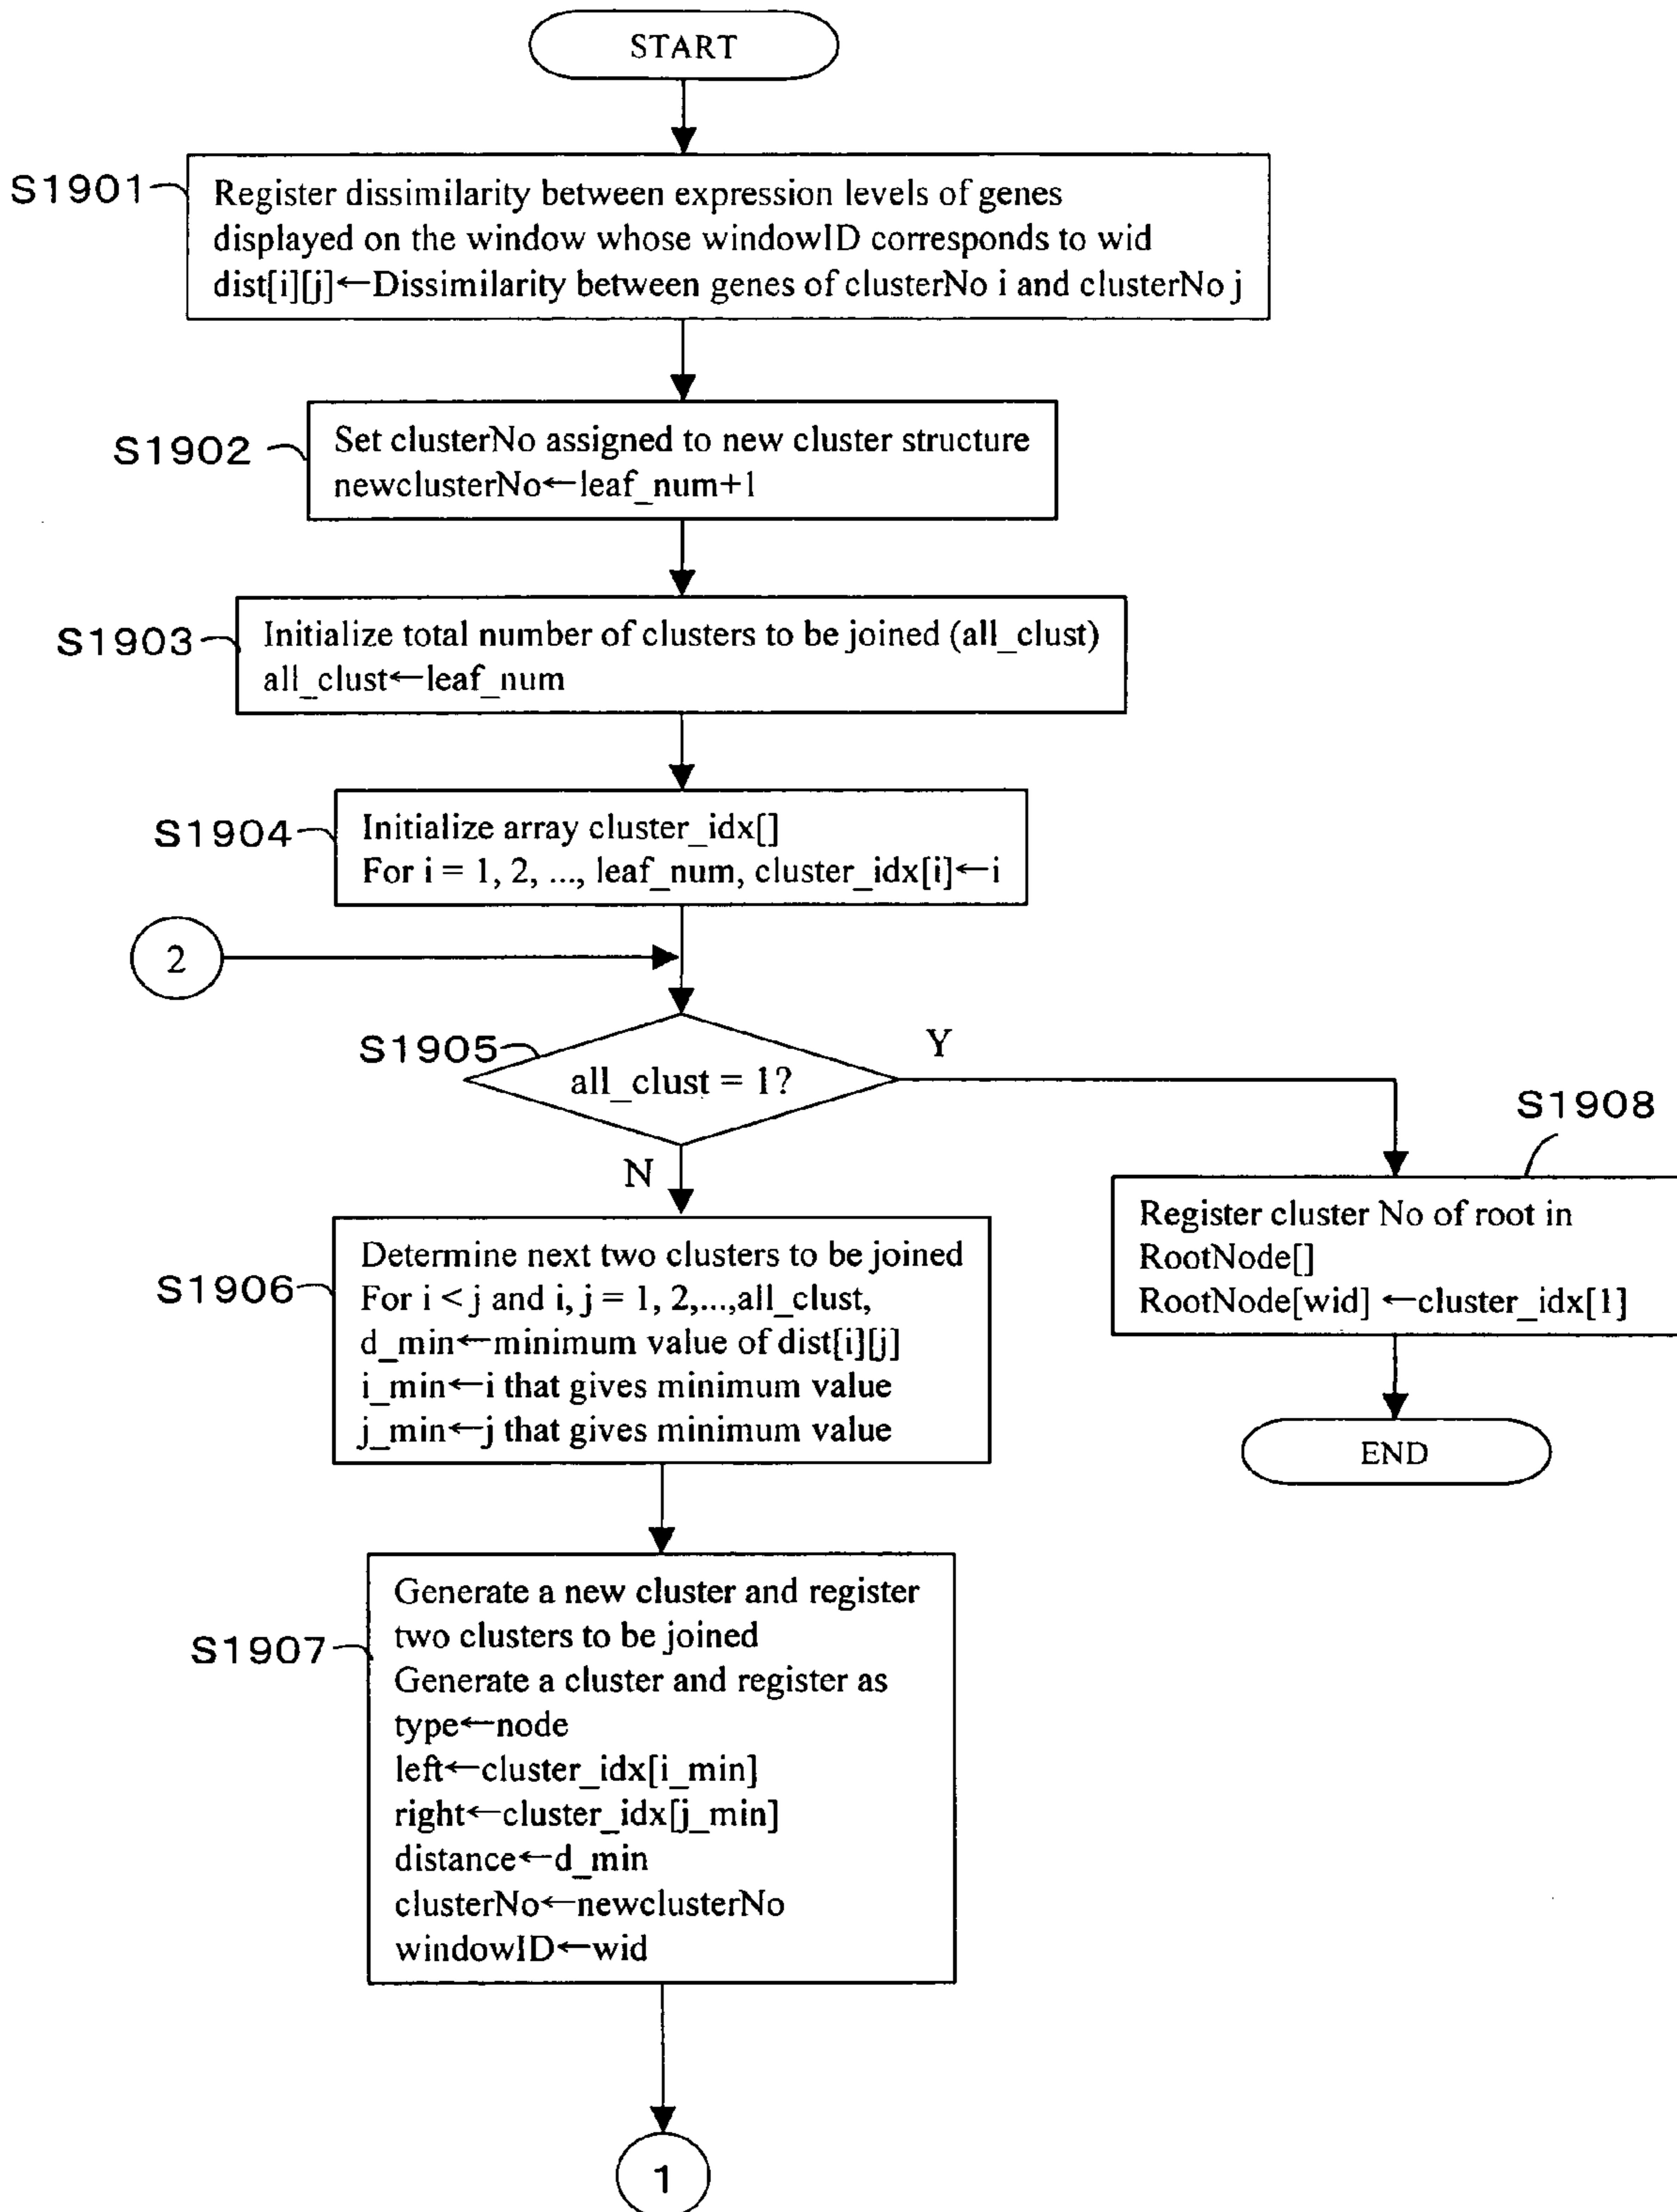 START
S1901
Register dissimilarity between expression levels of genes
displayed on the window whose windowID corresponds to wid
dist[i][j]←Dissimilarity between genes of clusterNo i and clusterNo j
S1902
Set clusterNo assigned to new cluster structure
newclusterNo←leaf_num+1
S1903
Initialize total number of clusters to be joined (all_clust)
all_clust←leaf_num
S1904
Initialize array cluster_idx[]
For i = 1, 2, ..., leaf_num, cluster_idx[i]←i
2
S1905
all_clust = 1?
Y
N
S1908
Register cluster No of root in
RootNode[]
RootNode[wid] ←cluster_idx[1]
END
S1906
Determine next two clusters to be joined
For i < j and i, j = 1, 2,...,all_clust,
d_min←minimum value of dist[i][j]
i_min←i that gives minimum value
j_min←j that gives minimum value
S1907
Generate a new cluster and register
two clusters to be joined
Generate a cluster and register as
type←node
left←cluster_idx[i_min]
right←cluster_idx[j_min]
distance←d_min
clusterNo←newclusterNo
windowID←wid
1